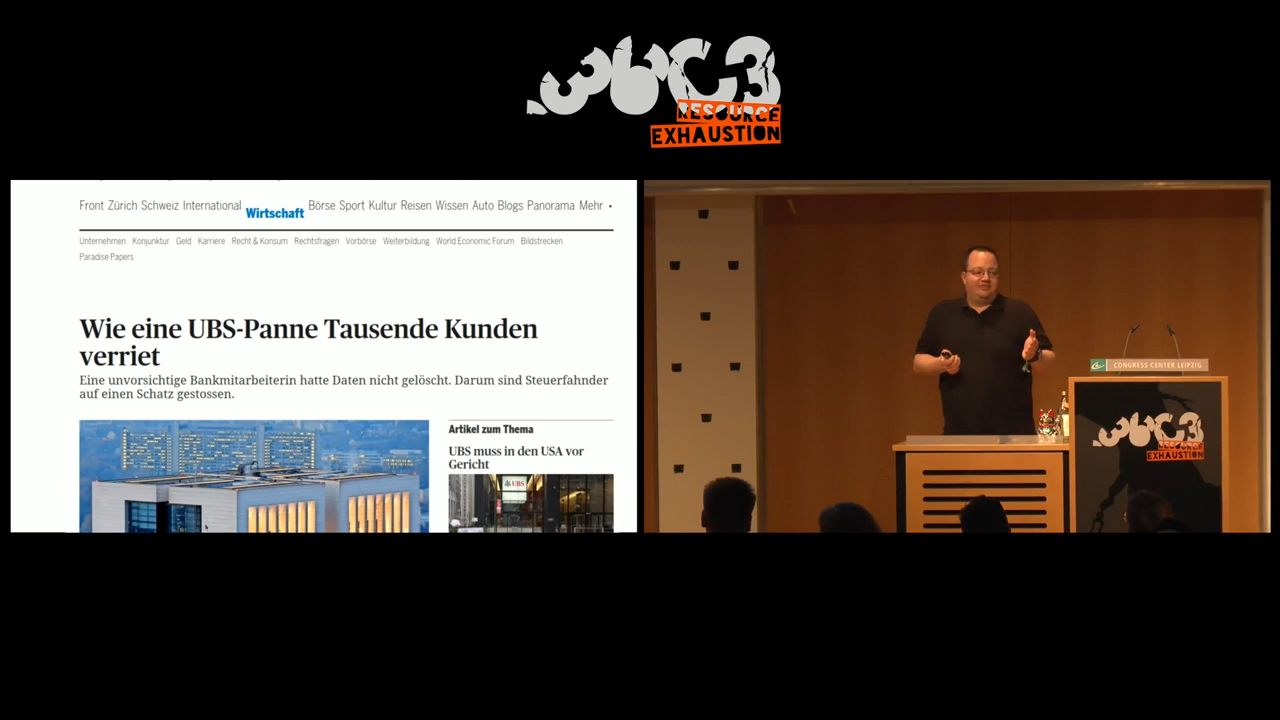 36C3
RESOURCE
EXHAUSTION
Front Zürich Schweiz International Wirtschaft Börse Sport Kultur Reisen Wissen Auto Blogs Panorama Mehr •
Unternehmen Konjunktur Geld Karriere Recht & Konsum Rechtsfragen Vorbörse Weiterbildung World Economic Forum Bildstrecken
Paradise Papers
Wie eine UBS-Panne Tausende Kunden
verriet
Eine unvorsichtige Bankmitarbeiterin hatte Daten nicht gelöscht. Darum sind Steuerfahnder
auf einen Schatz gestossen.
Artikel zum Thema
UBS muss in den USA vor
Gericht
UBS
CONGRESS CENTER LEIPZIG
36C3
RESOURCE
EXHAUSTION